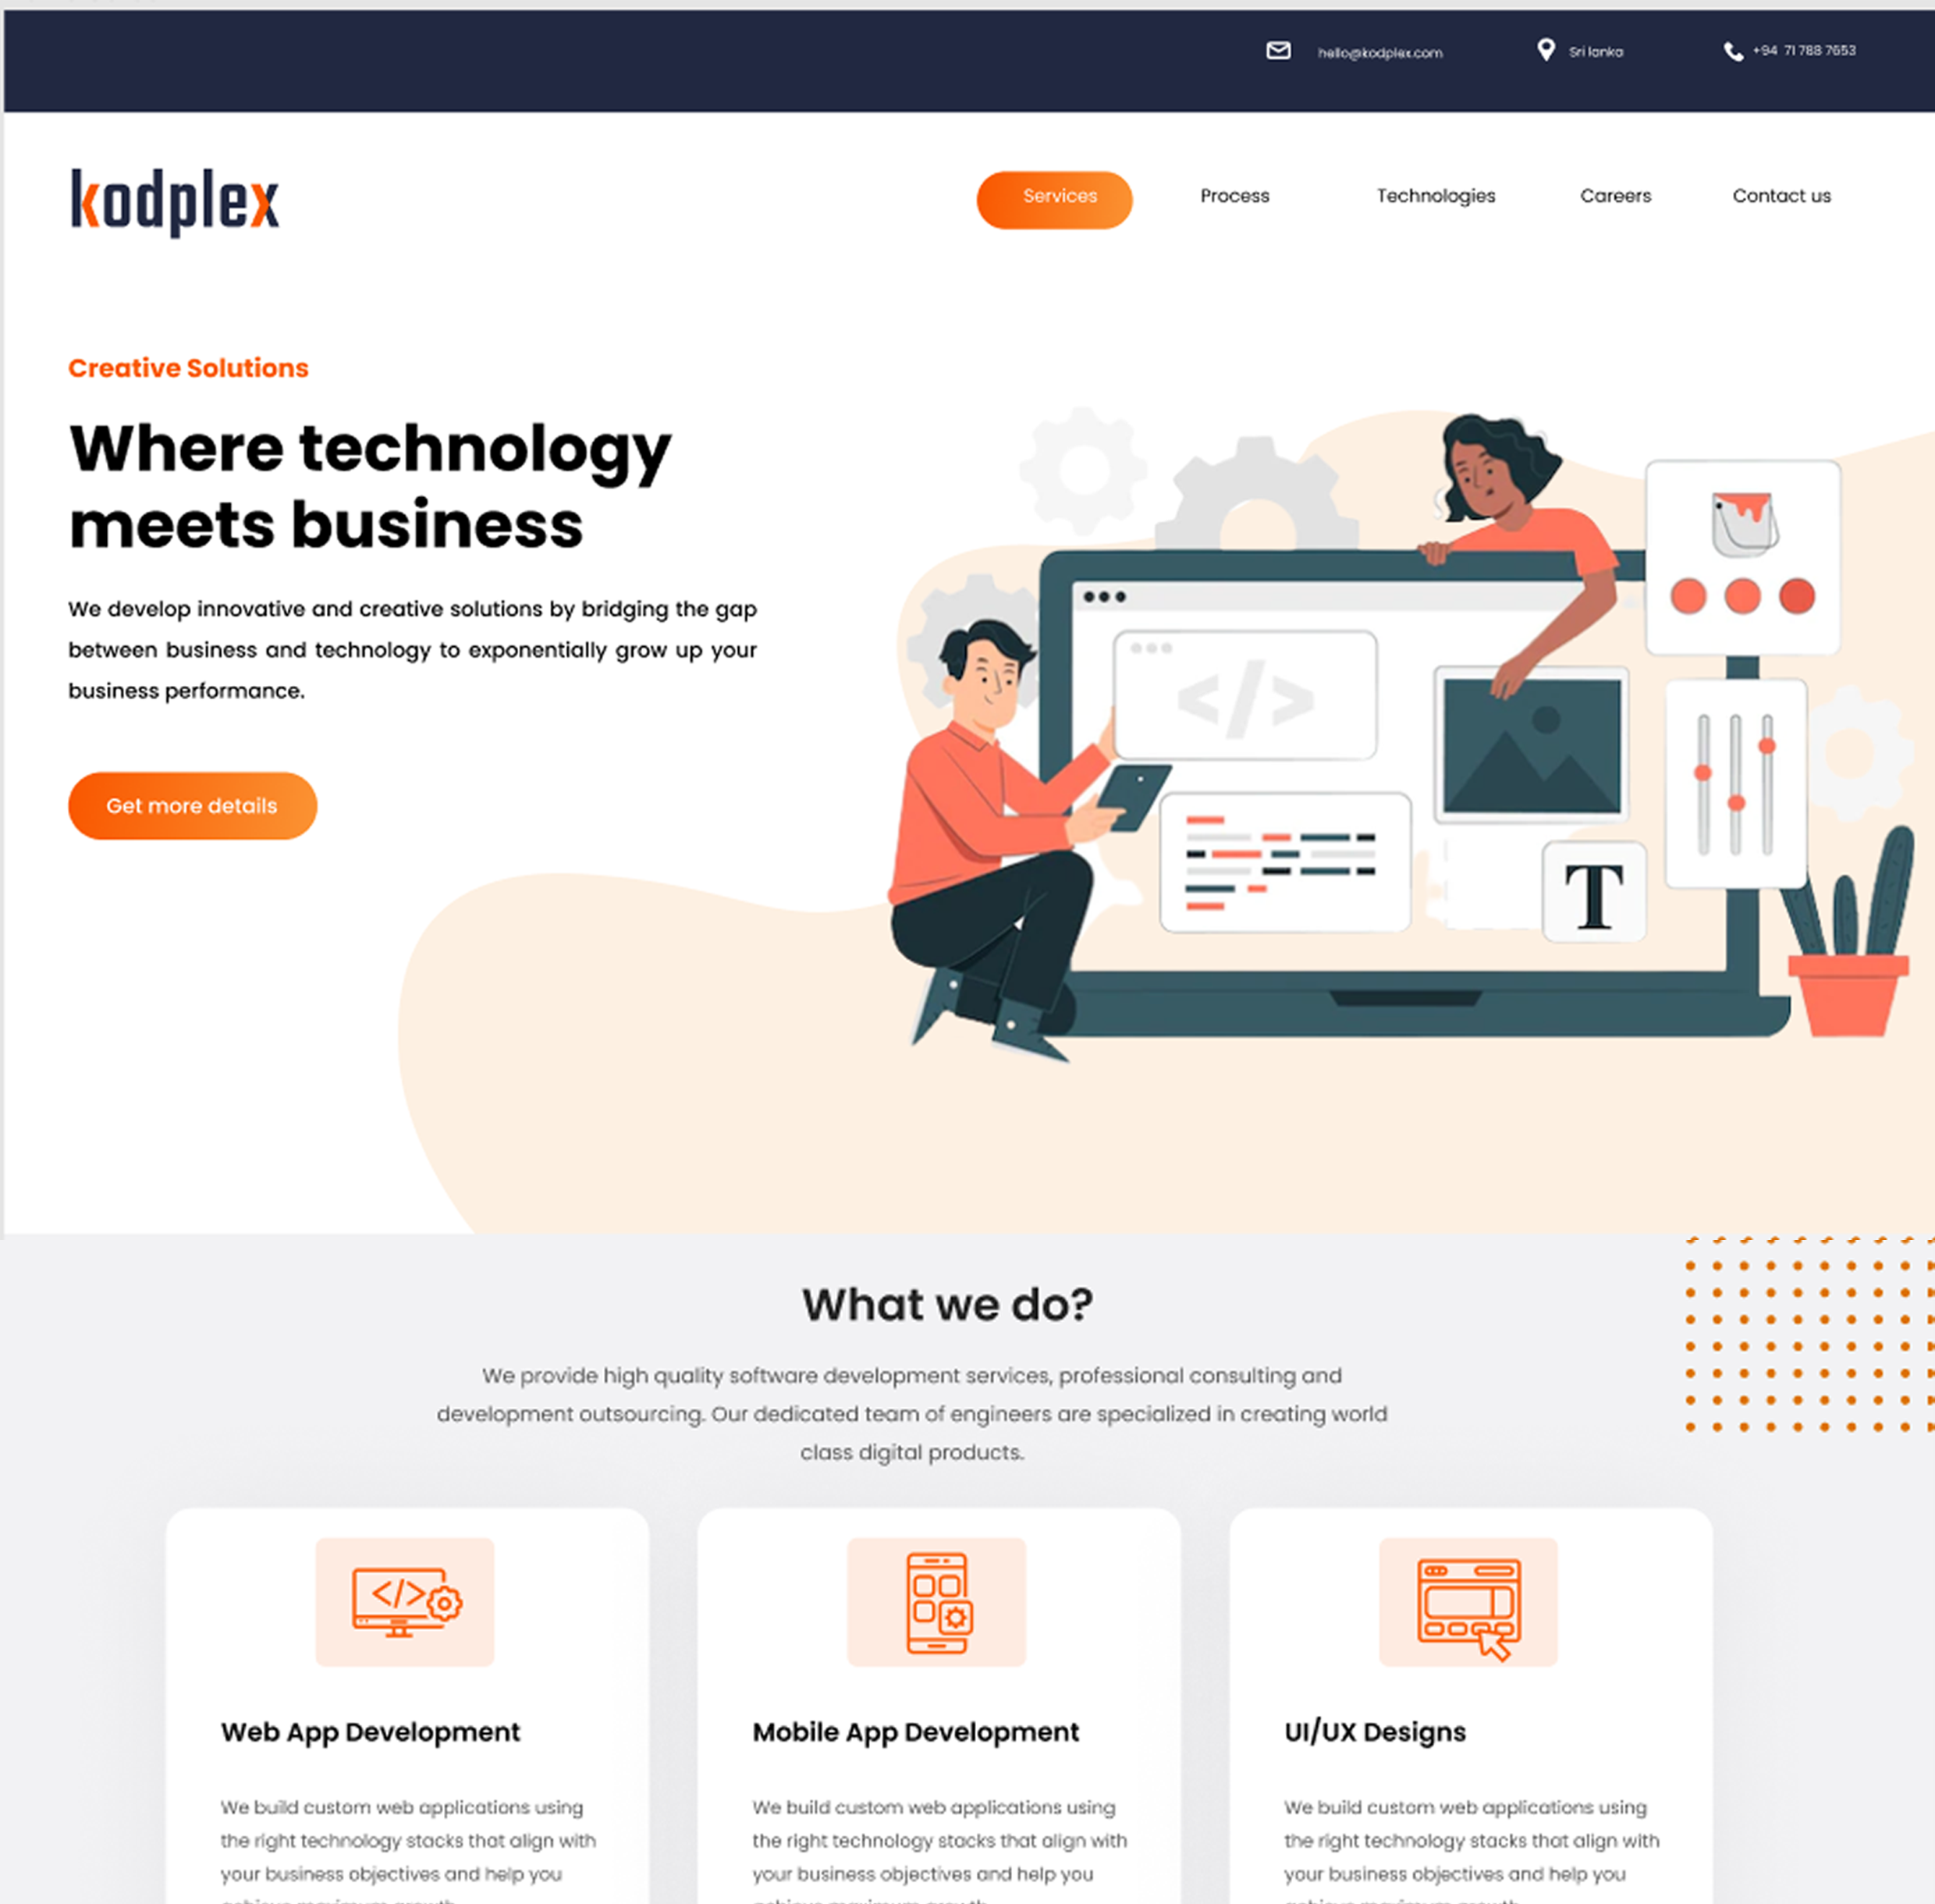 hello@kodplex.com
Sri lanka
+94 71 788 7653
kodplex
Services
Process
Technologies
Careers
Contact us
Creative Solutions
Where technology
meets business
We develop innovative and creative solutions by bridging the gap
between business and technology to exponentially grow up your
business performance.
Get more details
</>
T
What we do?
We provide high quality software development services, professional consulting and
development outsourcing. Our dedicated team of engineers are specialized in creating world
class digital products.
</>
Web App Development
We build custom web applications using
the right technology stacks that align with
your business objectives and help you
Mobile App Development
We build custom web applications using
the right technology stacks that align with
your business objectives and help you
UI/UX Designs
We build custom web applications using
the right technology stacks that align with
your business objectives and help you